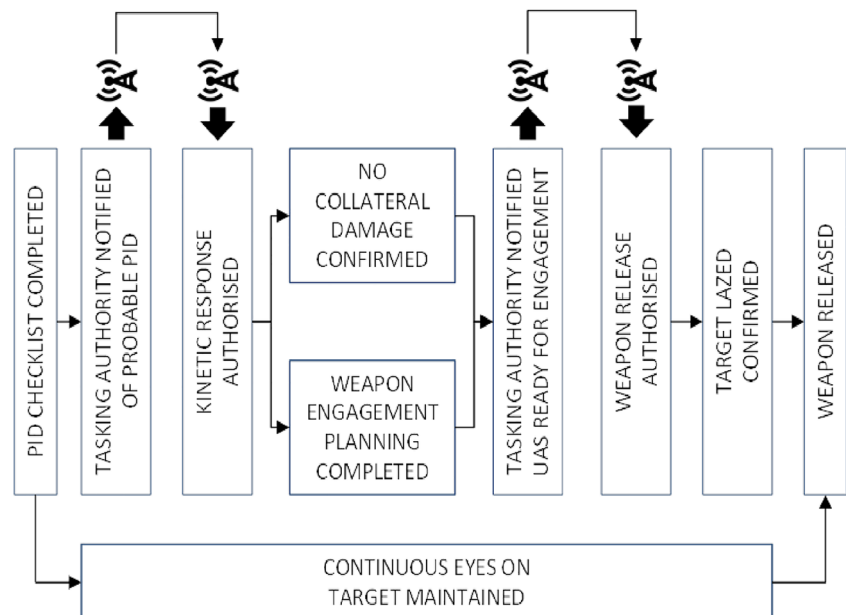 PID CHECKLIST COMPLETED
TASKING AUTHORITY NOTIFIED
OF PROBABLE PID
KINETIC RESPONSE
AUTHORISED
NO
COLLATERAL
DAMAGE
CONFIRMED
WEAPON
ENGAGEMENT
PLANNING
COMPLETED
TASKING AUTHORITY NOTIFIED
UAS READY FOR ENGAGEMENT
WEAPON RELEASE
AUTHORISED
TARGET LAZED
CONFIRMED
WEAPON RELEASED
CONTINUOUS EYES ON
TARGET MAINTAINED